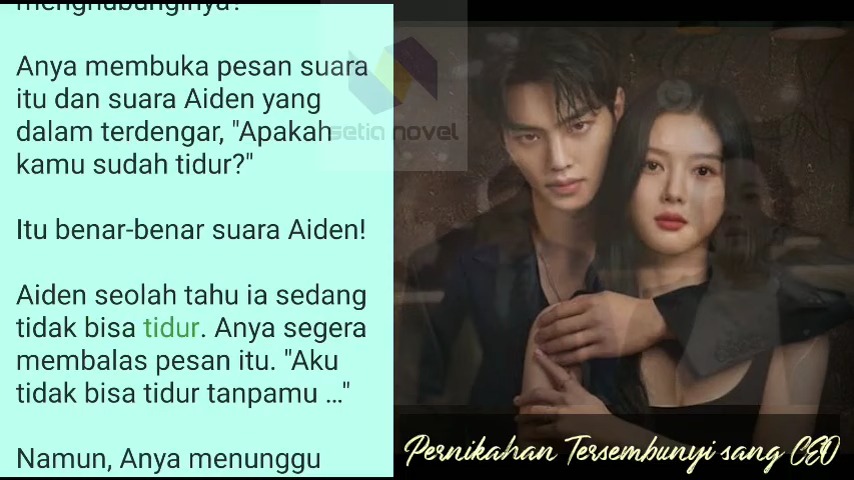 menghubunginya?
Anya membuka pesan suara
itu dan suara Aiden yang
dalam terdengar, "Apakah
kamu sudah tidur?"
Itu benar-benar suara Aiden!
Aiden seolah tahu ia sedang
tidak bisa tidur. Anya segera
membalas pesan itu. "Aku
tidak bisa tidur tanpamu ..."
Namun, Anya menunggu
setia novel
Pernikahan Tersembunyi sang CEO